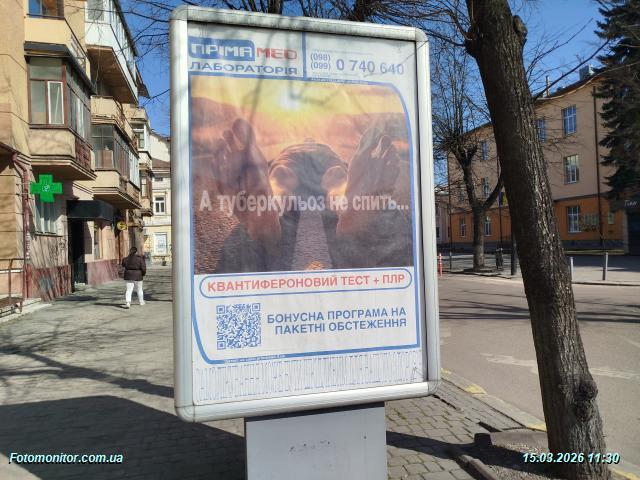 ПРІМА MED
ЛАБОРАТОРІЯ
(098)
(099) 0 740 640
А туберкульоз не спить...
КВАНТИФЕРОНОВИЙ ТЕСТ + ПЛР
БОНУСНА ПРОГРАМА НА
ПАКЕТНІ ОБСТЕЖЕННЯ
Fotomonitor.com.ua
15.03.2026 11:30